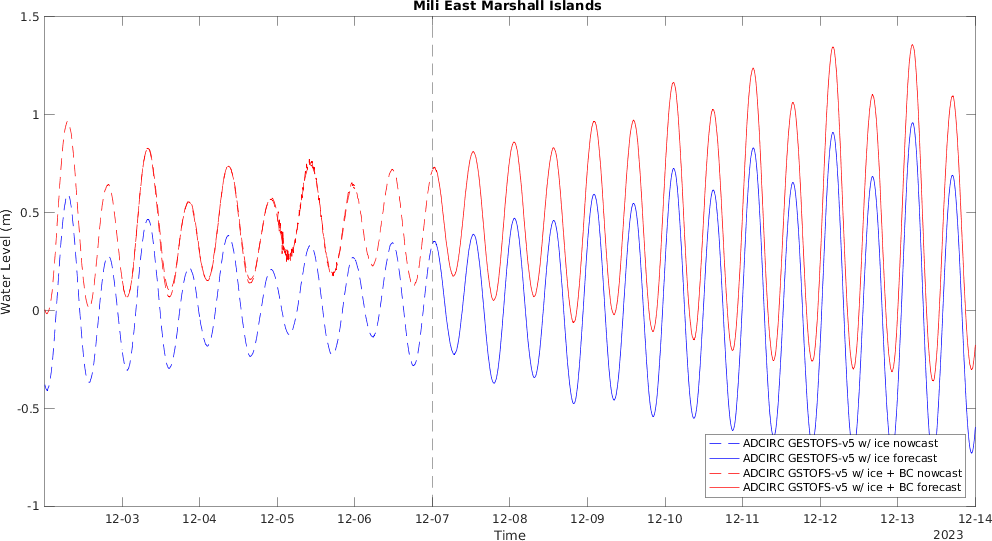 Mili East Marshall Islands
1.5
1
0.5
0
-0.5
-1
Water Level (m)
ADCIRC GESTOFS-v5 w/ ice nowcast
ADCIRC GESTOFS-v5 w/ ice forecast
ADCIRC GSTOFS-v5 w/ ice + BC nowcast
ADCIRC GSTOFS-v5 w/ ice + BC forecast
12-03 12-04 12-05 12-06 12-07 12-08 12-09 12-10 12-11 12-12 12-13 12-14
Time
2023